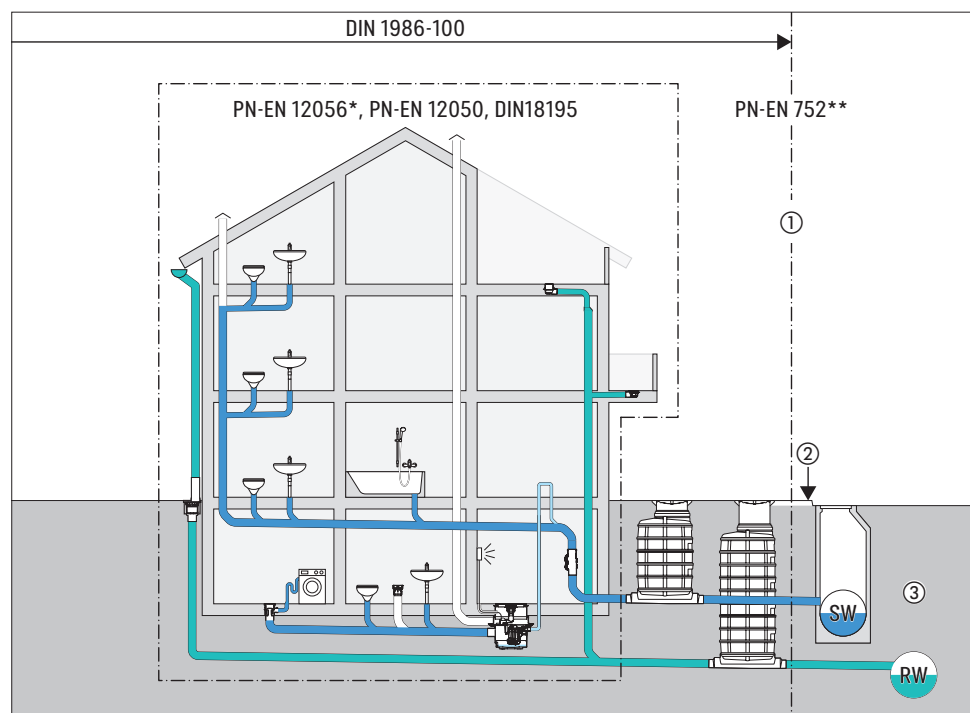 DIN 1986-100
PN-EN 12056*, PN-EN 12050, DIN18195
PN-EN 752**
①
②
③
SW
RW